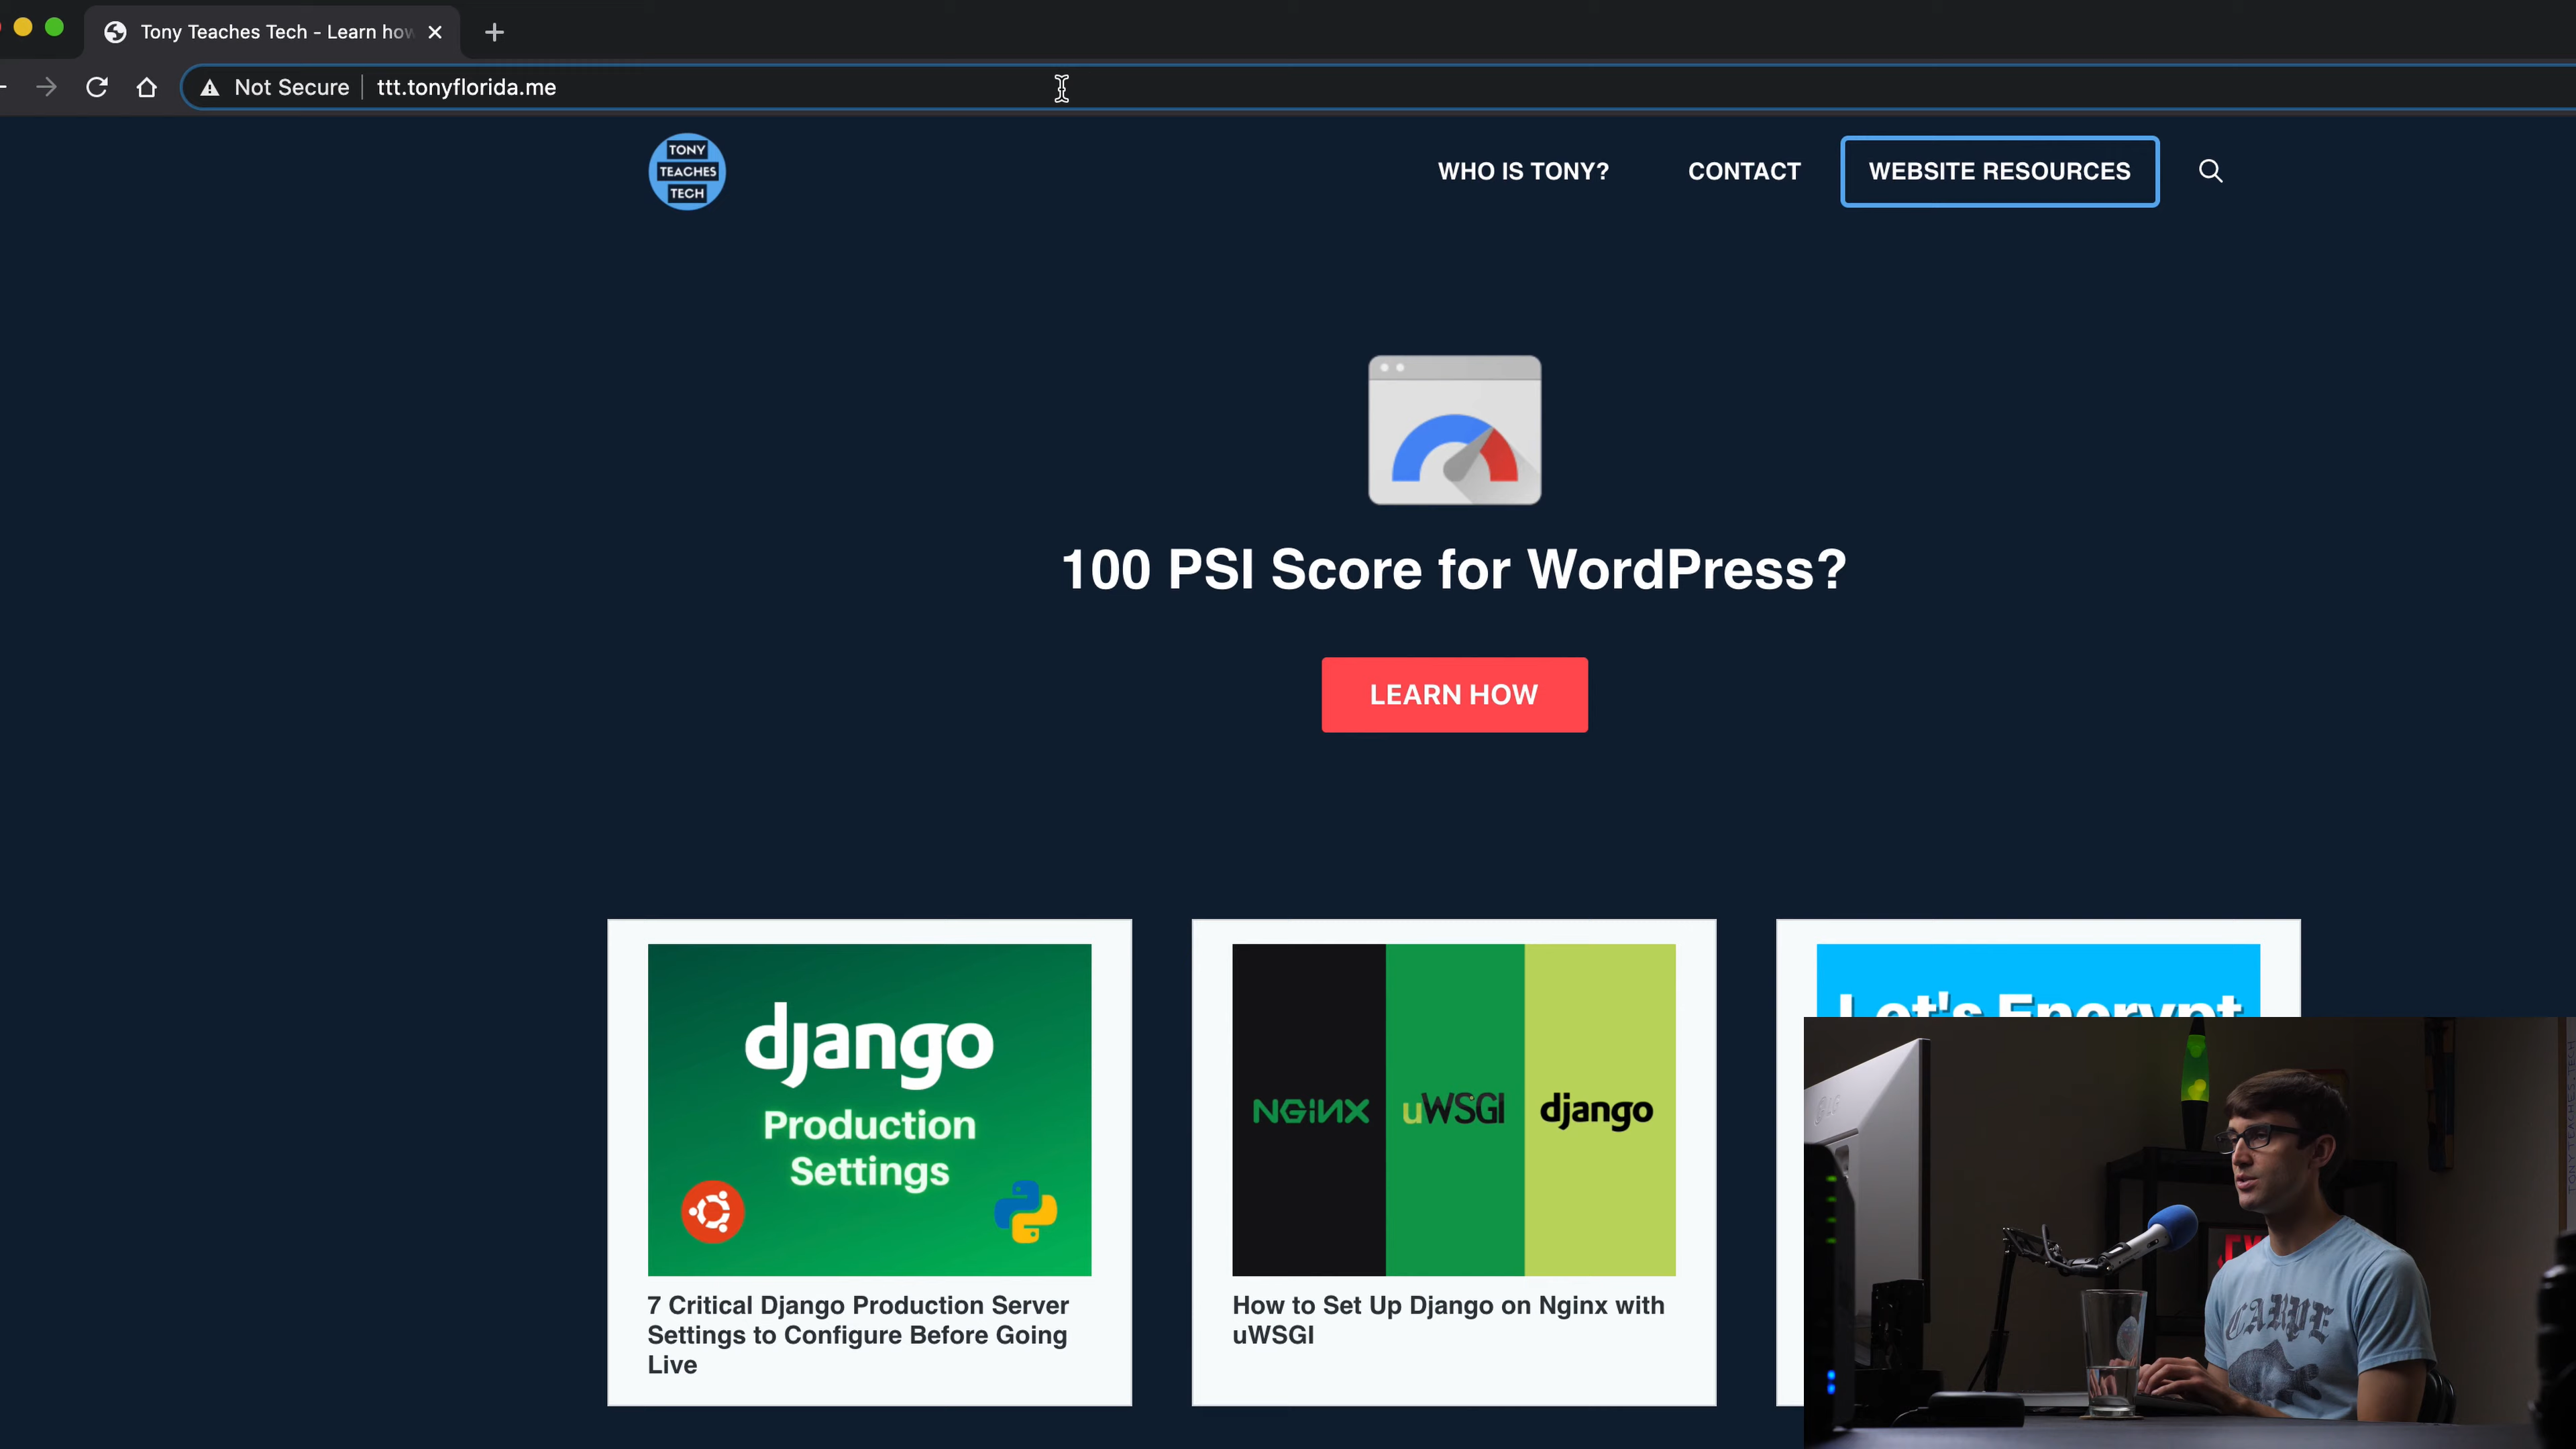 Tony Teaches Tech - Learn how
Not Secure
ttt.tonyflorida.me
TONY
TEACHES
TECH
WHO IS TONY?
CONTACT
WEBSITE RESOURCES
100 PSI Score for WordPress?
LEARN HOW
django
Production
Settings
NGiNX
uWSGI
django
Let's Encrypt
7 Critical Django Production Server
Settings to Configure Before Going
Live
How to Set Up Django on Nginx with
uWSGI
CARPE